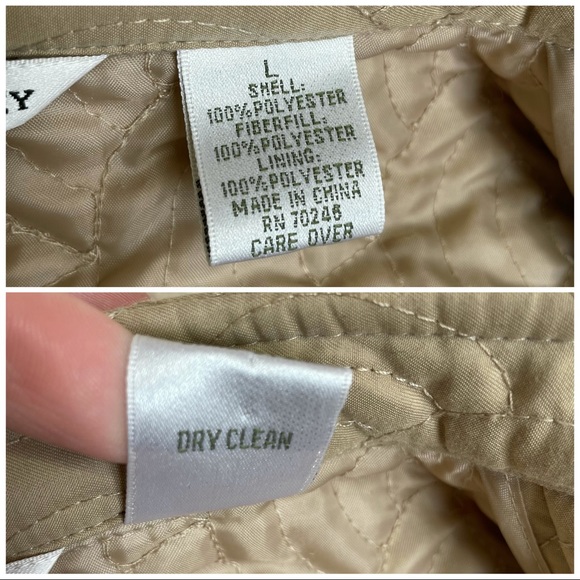 Y
L
SHELL:
100%POLYESTER
FIBERFILL:
100%POLYESTER
LINING:
100%POLYESTER
MADE IN CHINA
RN 70246
CARE OVER
DRY CLEAN